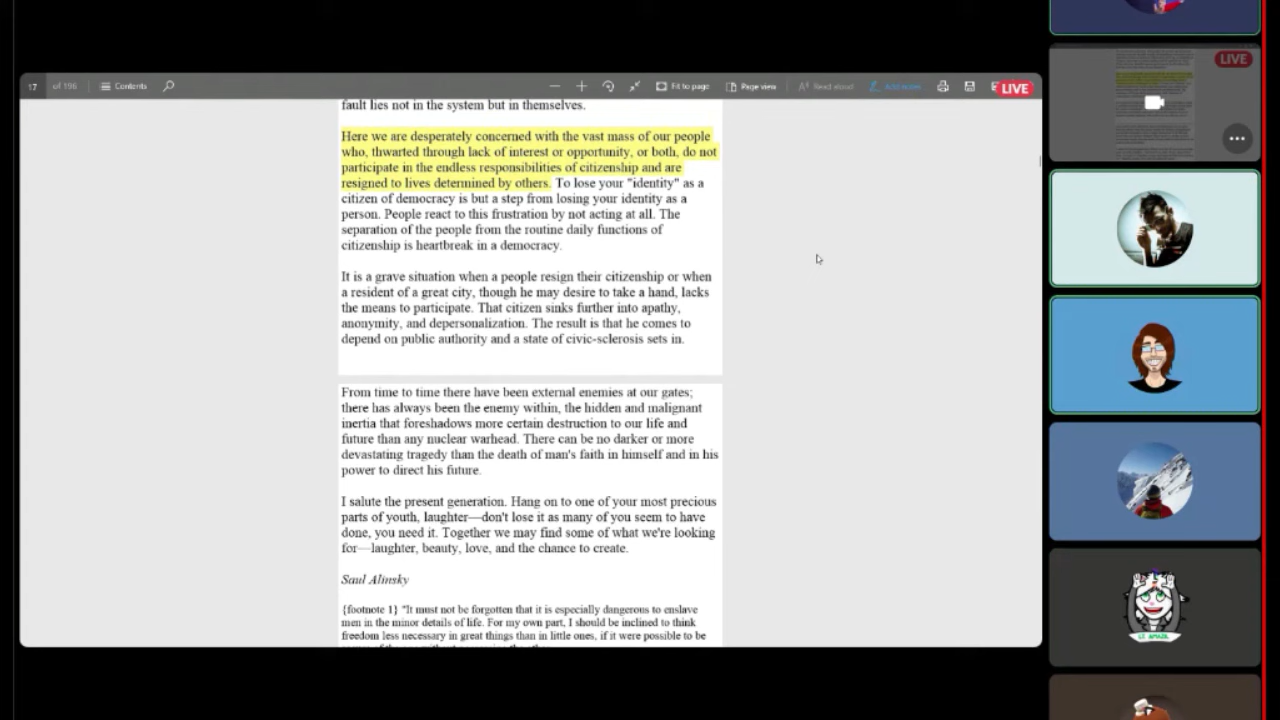 LIVE
17 of 196 Contents Fit to page Page view Read aloud Add notes LIVE
fault lies not in the system but in themselves.
Here we are desperately concerned with the vast mass of our people
who, thwarted through lack of interest or opportunity, or both, do not
participate in the endless responsibilities of citizenship and are
resigned to lives determined by others. To lose your "identity" as a
citizen of democracy is but a step from losing your identity as a
person. People react to this frustration by not acting at all. The
separation of the people from the routine daily functions of
citizenship is heartbreak in a democracy.
It is a grave situation when a people resign their citizenship or when
a resident of a great city, though he may desire to take a hand, lacks
the means to participate. That citizen sinks further into apathy,
anonymity, and depersonalization. The result is that he comes to
depend on public authority and a state of civic-sclerosis sets in.
From time to time there have been external enemies at our gates;
there has always been the enemy within, the hidden and malignant
inertia that foreshadows more certain destruction to our life and
future than any nuclear warhead. There can be no darker or more
devastating tragedy than the death of man's faith in himself and in his
power to direct his future.
I salute the present generation. Hang on to one of your most precious
parts of youth, laughter—don't lose it as many of you seem to have
done, you need it. Together we may find some of what we're looking
for—laughter, beauty, love, and the chance to create.
Saul Alinsky
{footnote 1} "It must not be forgotten that it is especially dangerous to enslave
men in the minor details of life. For my own part, I should be inclined to think
freedom less necessary in great things than in little ones, if it were possible to be